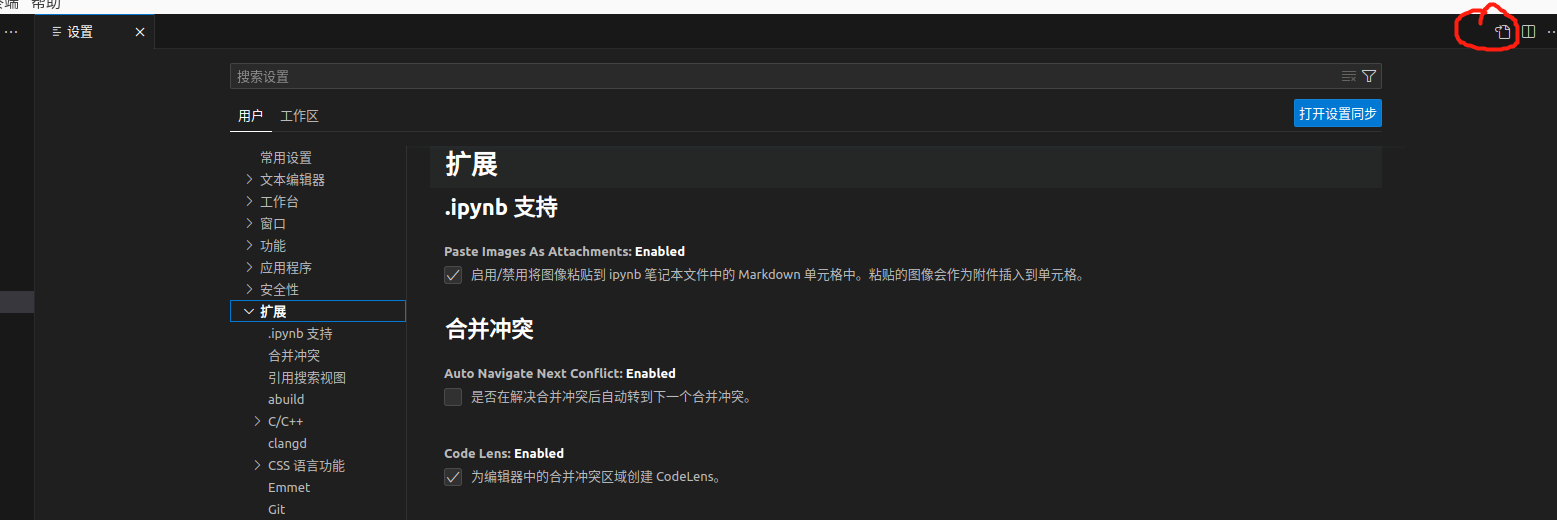 终端 帮助
设置
搜索设置
用户 工作区
打开设置同步
常用设置
文本编辑器
工作台
窗口
功能
应用程序
安全性
扩展
.ipynb 支持
合并冲突
引用搜索视图
abuild
C/C++
clangd
CSS 语言功能
Emmet
Git
扩展
.ipynb 支持
Paste Images As Attachments: Enabled
启用/禁用将图像粘贴到 ipynb 笔记本文件中的 Markdown 单元格中。粘贴的图像会作为附件插入到单元格。
合并冲突
Auto Navigate Next Conflict: Enabled
是否在解决合并冲突后自动转到下一个合并冲突。
Code Lens: Enabled
为编辑器中的合并冲突区域创建 CodeLens。